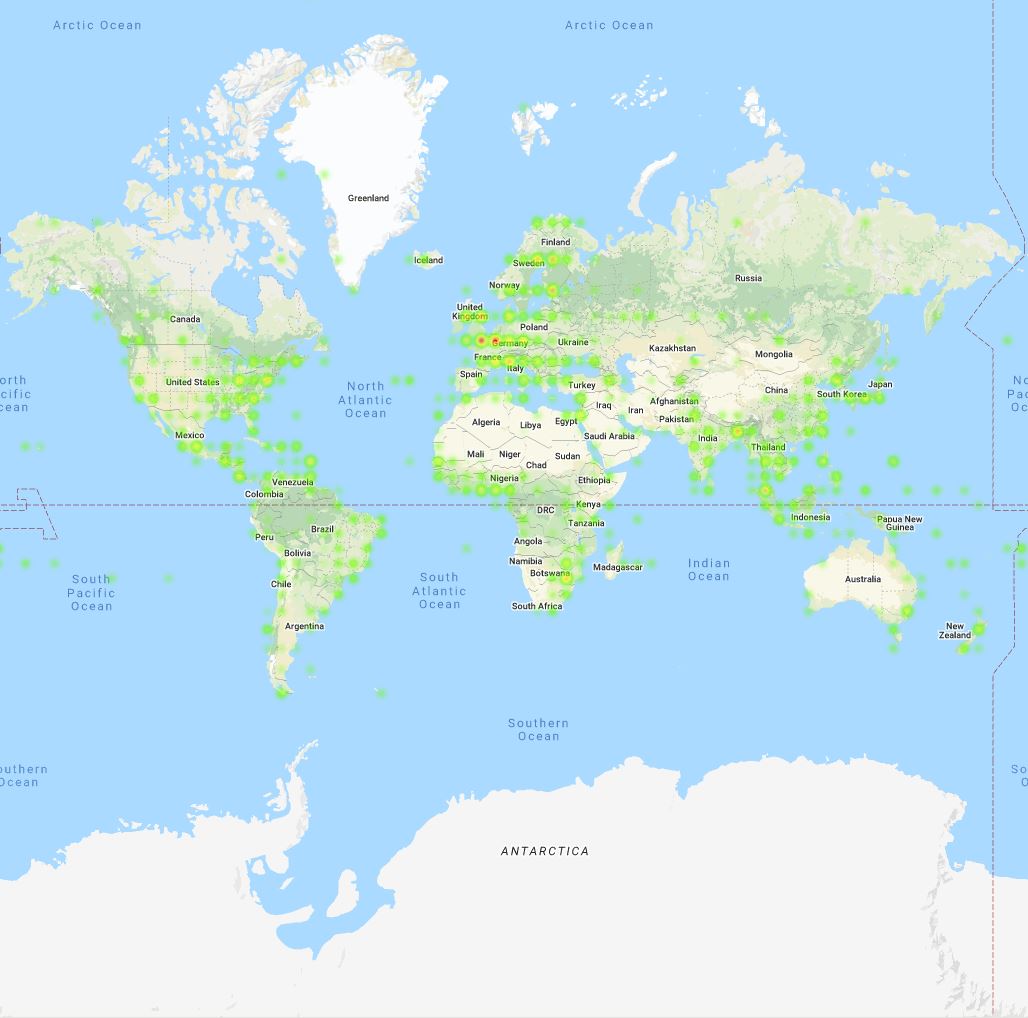 Arctic Ocean
Arctic Ocean
Greenland
Iceland
Finland
Sweden
Norway
Russia
United
Kingdom
Canada
Poland
Germany
Ukraine
France
Italy
Kazakhstan
Mongolia
Spain
Turkey
United States
North
Atlantic
Ocean
orth
cific
cean
China
Japan
South Korea
No
Pac
Oc
Afghanistan
Iraq
Iran
Pakistan
Algeria
Libya
Egypt
Saudi Arabia
Mexico
India
Thailand
Mali
Niger
Chad
Sudan
Nigeria
Ethiopia
Venezuela
Colombia
Kenya
DRC
Tanzania
Indonesia
Papua New
Guinea
Brazil
Peru
Bolivia
Angola
Namibia
Botswana
Madagascar
Indian
Ocean
Australia
South
Pacific
Ocean
Chile
South
Atlantic
Ocean
South Africa
Argentina
New
Zealand
Southern
Ocean
outhern
Ocean
So
O
ANTARCTICA